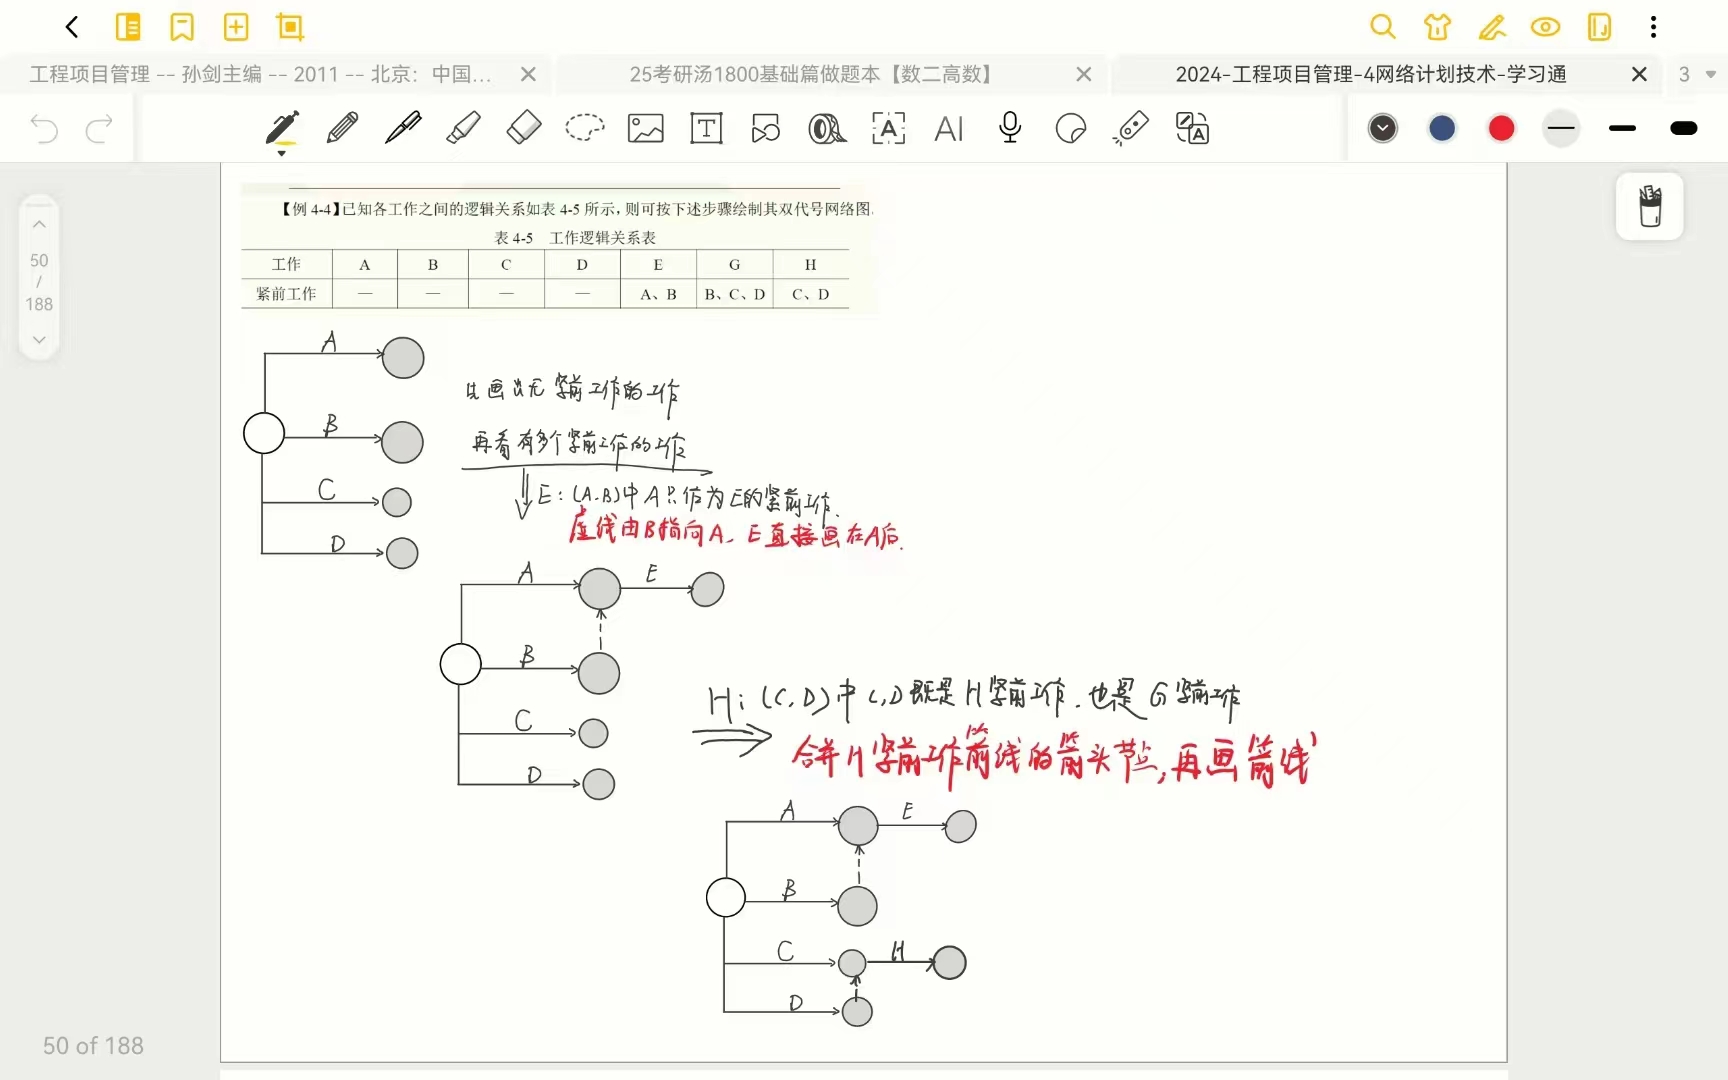 工程项目管理 -- 孙剑主编 -- 2011 -- 北京：中国...
25考研汤1800基础篇做题本【数二高数】
2024-工程项目管理-4网络计划技术-学习通
3
T
A
AI
A
50
/
188
【例 4-4】已知各工作之间的逻辑关系如表 4-5 所示，则可按下述步骤绘制其双代号网络图.
表 4-5 工作逻辑关系表
工作 A B C D E G H
紧前工作 — — — — A、B B、C、D C、D
A
B
C
D
画 无紧前工作的工作
再看有多个紧前工作的工作
E：(A.B)中A只作为E的紧前工作.
虚线由B指向A、E直接画在A后.
A E
B
C
D
H：(C,D)中C,D既是H紧前工作.也是G紧前工作
合并H紧前工作箭线的箭头节点,再画箭线
A E
B
C H
D
50 of 188